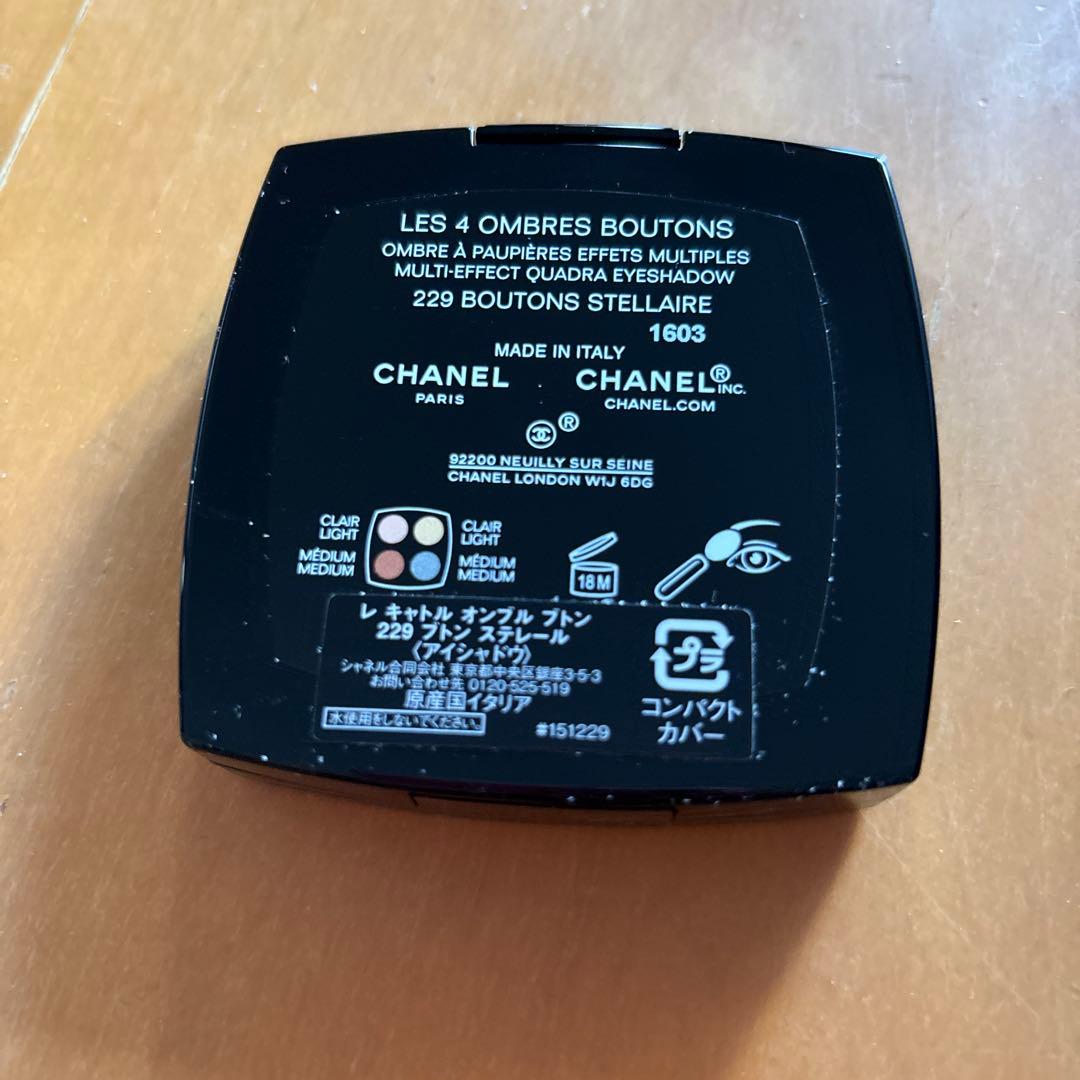 LES 4 OMBRES BOUTONS
OMBRE À PAUPIÈRES EFFETS MULTIPLES
MULTI-EFFECT QUADRA EYESHADOW
229 BOUTONS STELLAIRE
1603
MADE IN ITALY
CHANEL CHANEL® INC.
PARIS CHANEL.COM
®
92200 NEUILLY SUR SEINE
CHANEL LONDON W1J 6DG
CLAIR CLAIR
LIGHT LIGHT
MÉDIUM MÉDIUM
MEDIUM MEDIUM
18 M
レ キャトル オンブル ブトン
229 ブトン ステレール
〈アイシャドウ〉
シャネル合同会社 東京都中央区銀座3-5-3
お問い合わせ先 0120-525-519
原産国イタリア
水使用をしないでください。
#151229
プラ
コンパクト
カバー